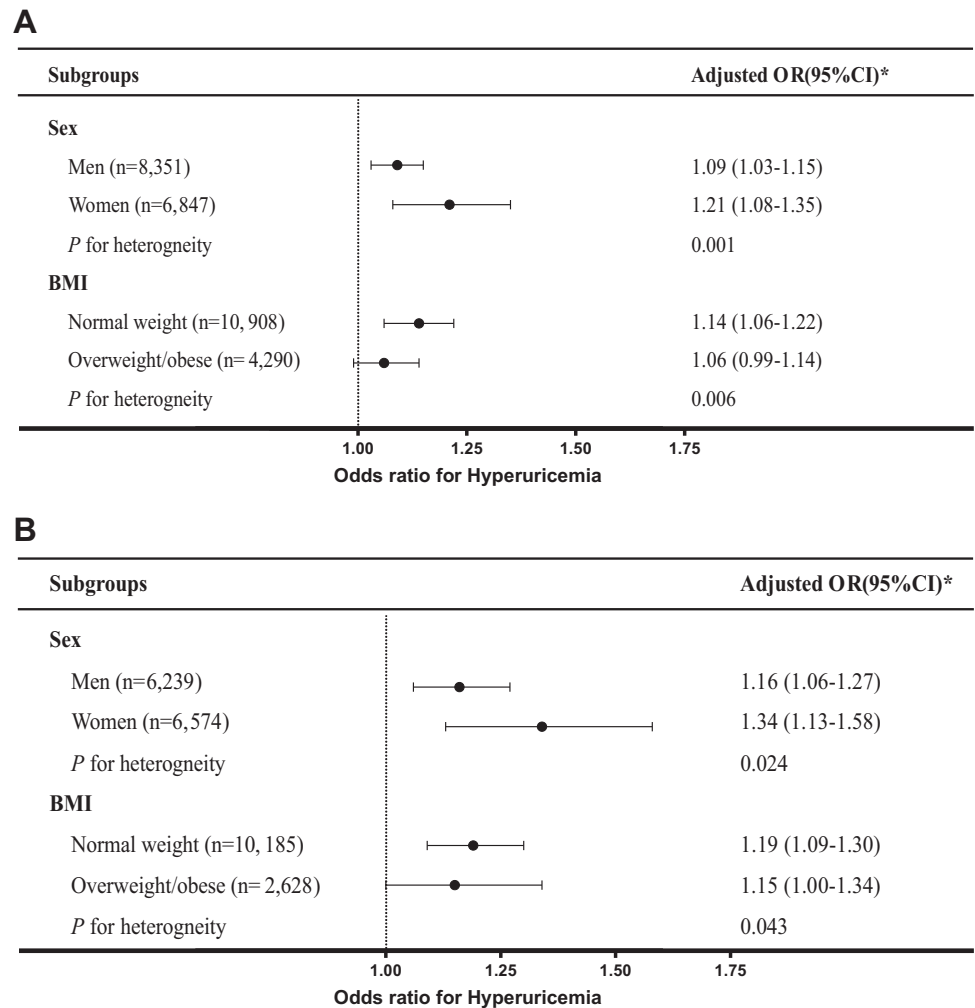 A
Subgroups Adjusted OR(95%CI)*
Sex
Men (n=8,351) 1.09 (1.03-1.15)
Women (n=6,847) 1.21 (1.08-1.35)
P for heterogneity 0.001
BMI
Normal weight (n=10, 908) 1.14 (1.06-1.22)
Overweight/obese (n= 4,290) 1.06 (0.99-1.14)
P for heterogneity 0.006
1.00 1.25 1.50 1.75
Odds ratio for Hyperuricemia
B
Subgroups Adjusted OR(95%CI)*
Sex
Men (n=6,239) 1.16 (1.06-1.27)
Women (n=6,574) 1.34 (1.13-1.58)
P for heterogneity 0.024
BMI
Normal weight (n=10, 185) 1.19 (1.09-1.30)
Overweight/obese (n= 2,628) 1.15 (1.00-1.34)
P for heterogneity 0.043
1.00 1.25 1.50 1.75
Odds ratio for Hyperuricemia